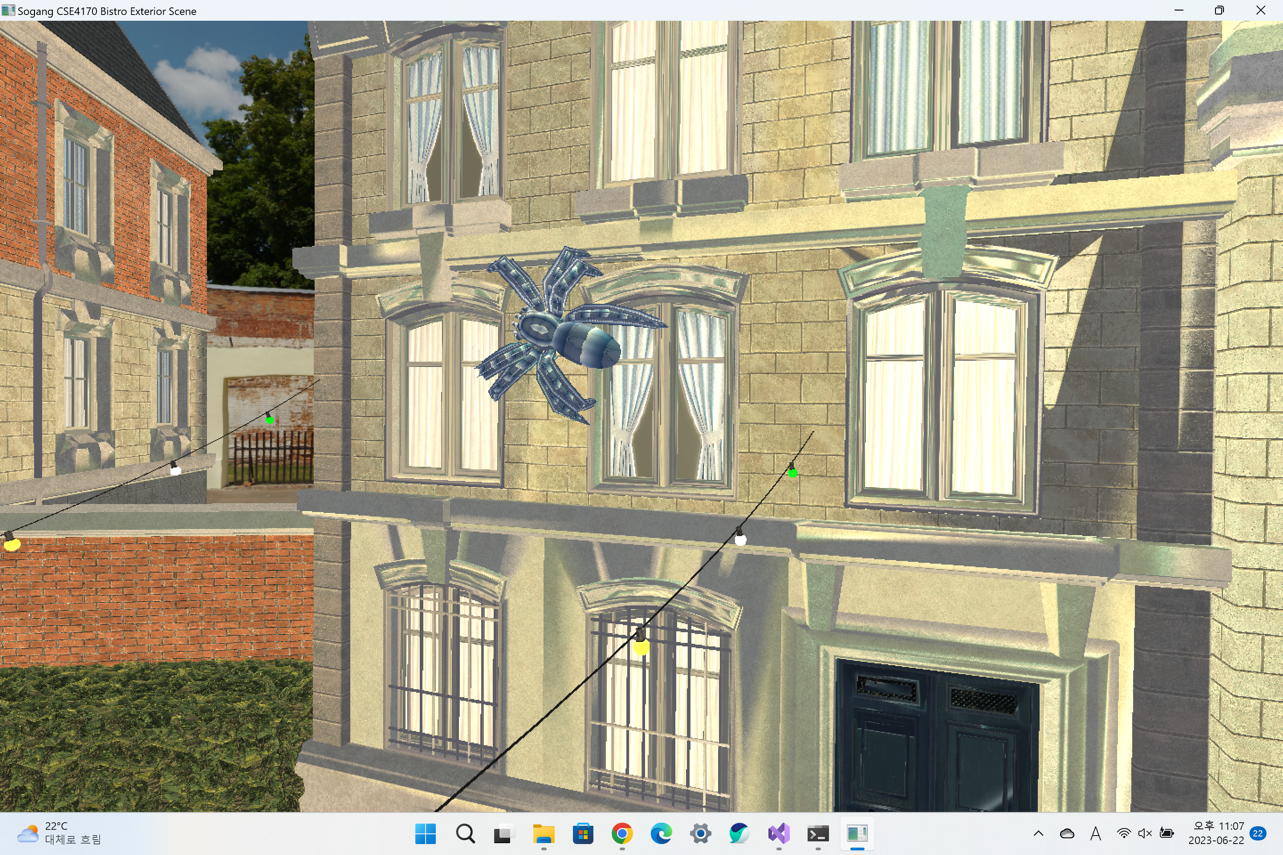 Sogang CSE4170 Bistro Exterior Scene
22°C
대체로 흐림
A
오후 11:07
2023-06-22
22